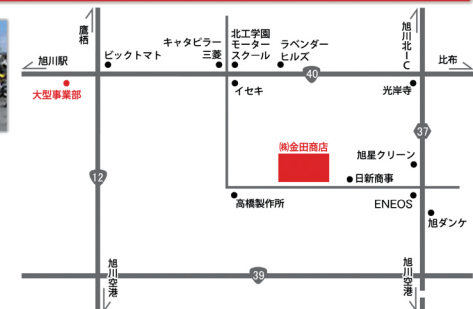 鷹栖
旭川北IC
北工学園
モーター
スクール
キャタピラー
三菱
ラベンダー
ヒルズ
旭川駅
ビックトマト
比布
40
大型事業部
イセキ
光岸寺
37
㈱金田商店
旭星クリーン
12
日新商事
高橋製作所
ENEOS
旭ダンケ
旭川空港
39
旭川空港